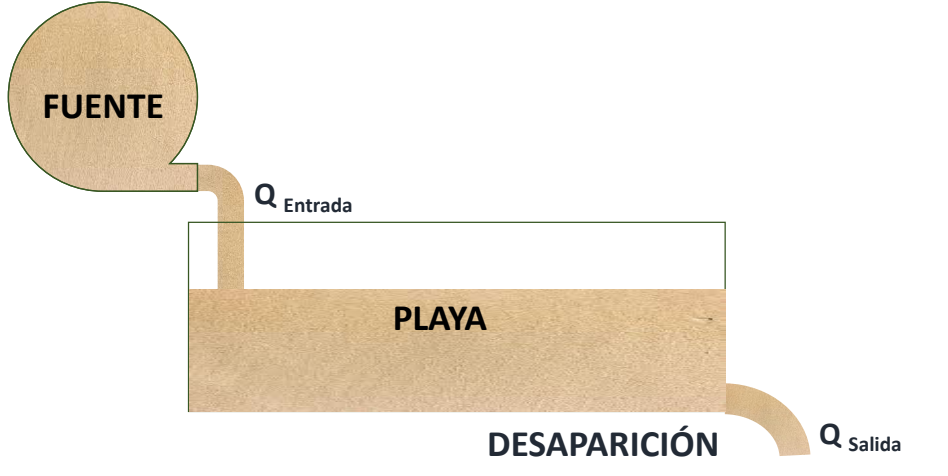 FUENTE
Q Entrada
PLAYA
DESAPARICIÓN
Q Salida